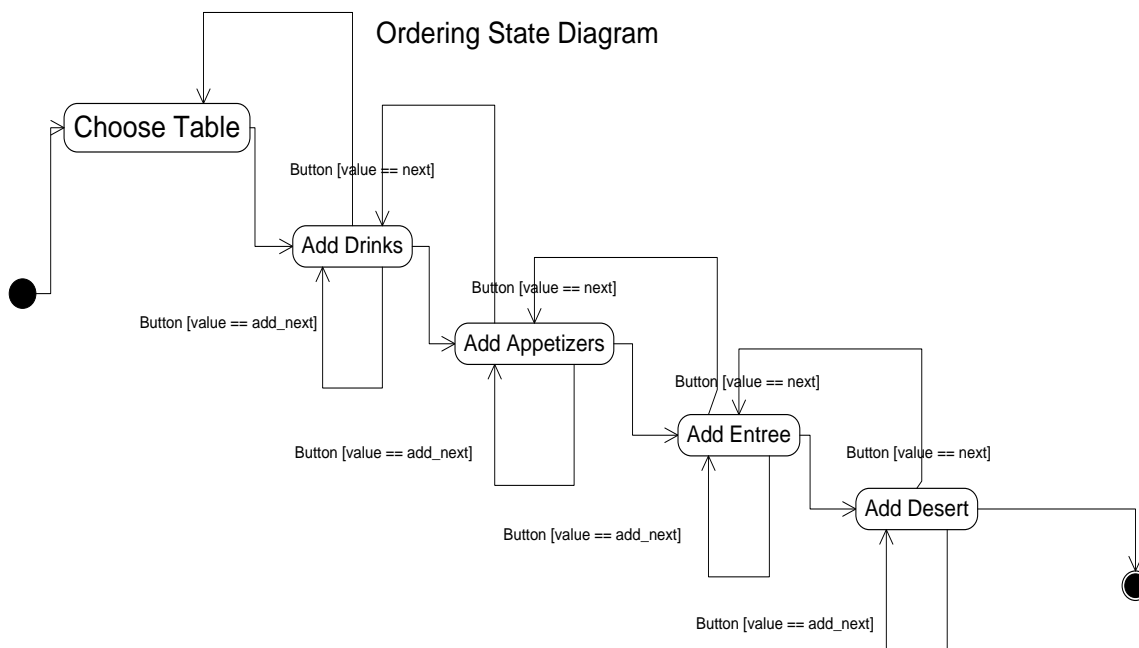 Ordering State Diagram
Choose Table
Button [value == next]
Add Drinks
Button [value == next]
Button [value == add_next]
Add Appetizers
Button [value == next]
Add Entree
Button [value == add_next]
Button [value == next]
Add Desert
Button [value == add_next]
Button [value == add_next]